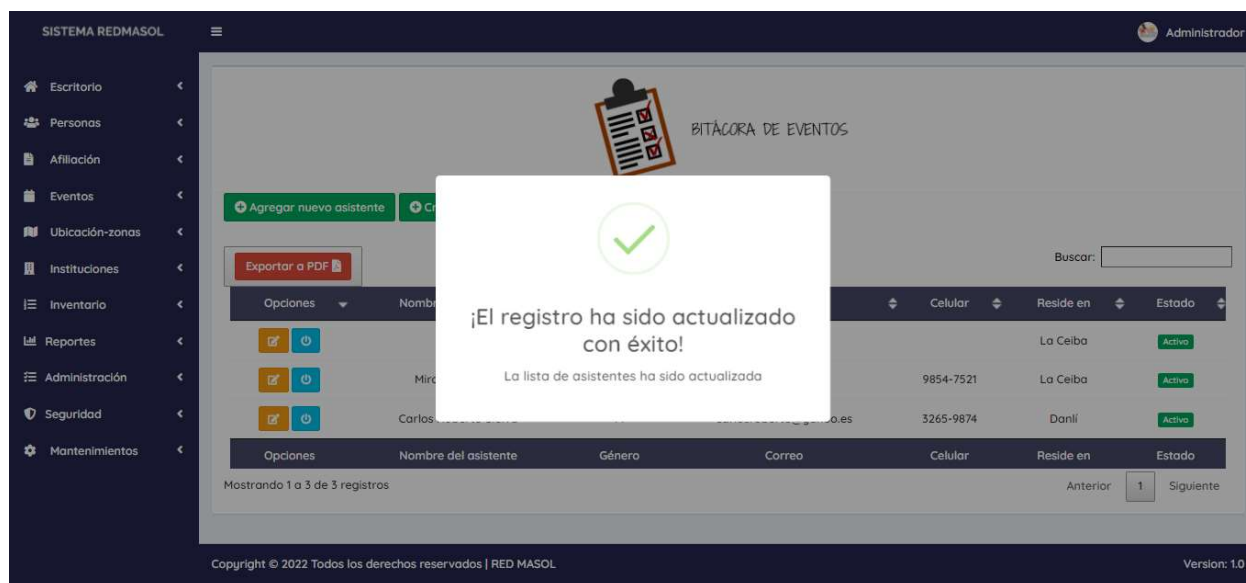 SISTEMA REDMASOL
Administrador
Escritorio
Personas
Afiliación
Eventos
Ubicación-zonas
Instituciones
Inventario
Reportes
Administración
Seguridad
Mantenimientos
BITÁCORA DE EVENTOS
Agregar nuevo asistente
Exportar a PDF
Buscar:
Opciones Celular Reside en Estado
La Ceiba Activo
9854-7521 La Ceiba Activo
Carlos 3265-9874 Danlí Activo
¡El registro ha sido actualizado
con éxito!
La lista de asistentes ha sido actualizada
Opciones Nombre del asistente Género Correo Celular Reside en Estado
Mostrando 1 a 3 de 3 registros
Anterior 1 Siguiente
Copyright © 2022 Todos los derechos reservados | RED MASOL
Version: 1.0